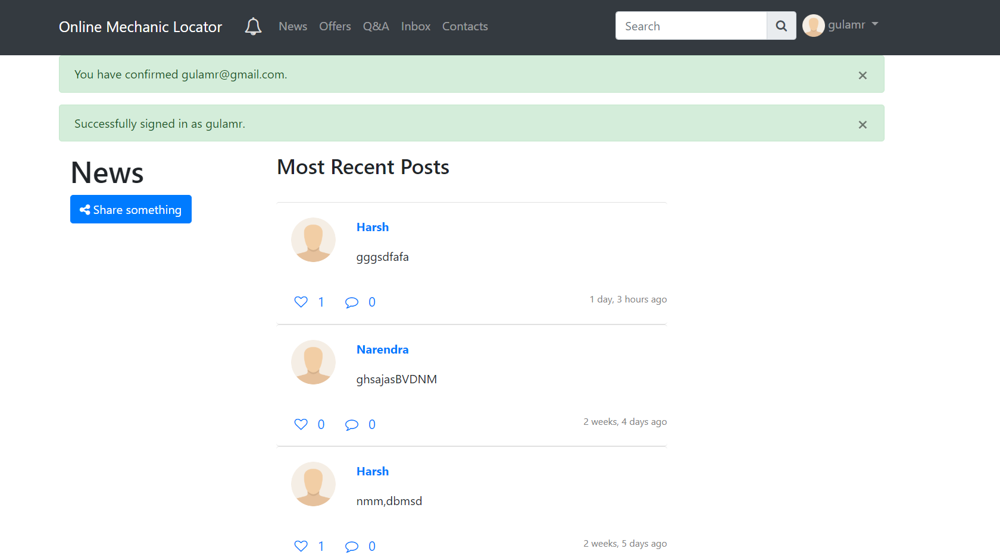 Online Mechanic Locator News Offers Q&A Inbox Contacts Search gulamr
You have confirmed gulamr@gmail.com. ×
Successfully signed in as gulamr. ×
News
Share something
Most Recent Posts
Harsh
gggsdfafa
1 0 1 day, 3 hours ago
Narendra
ghsajasBVDNM
0 0 2 weeks, 4 days ago
Harsh
nmm,dbmsd
1 0 2 weeks, 5 days ago